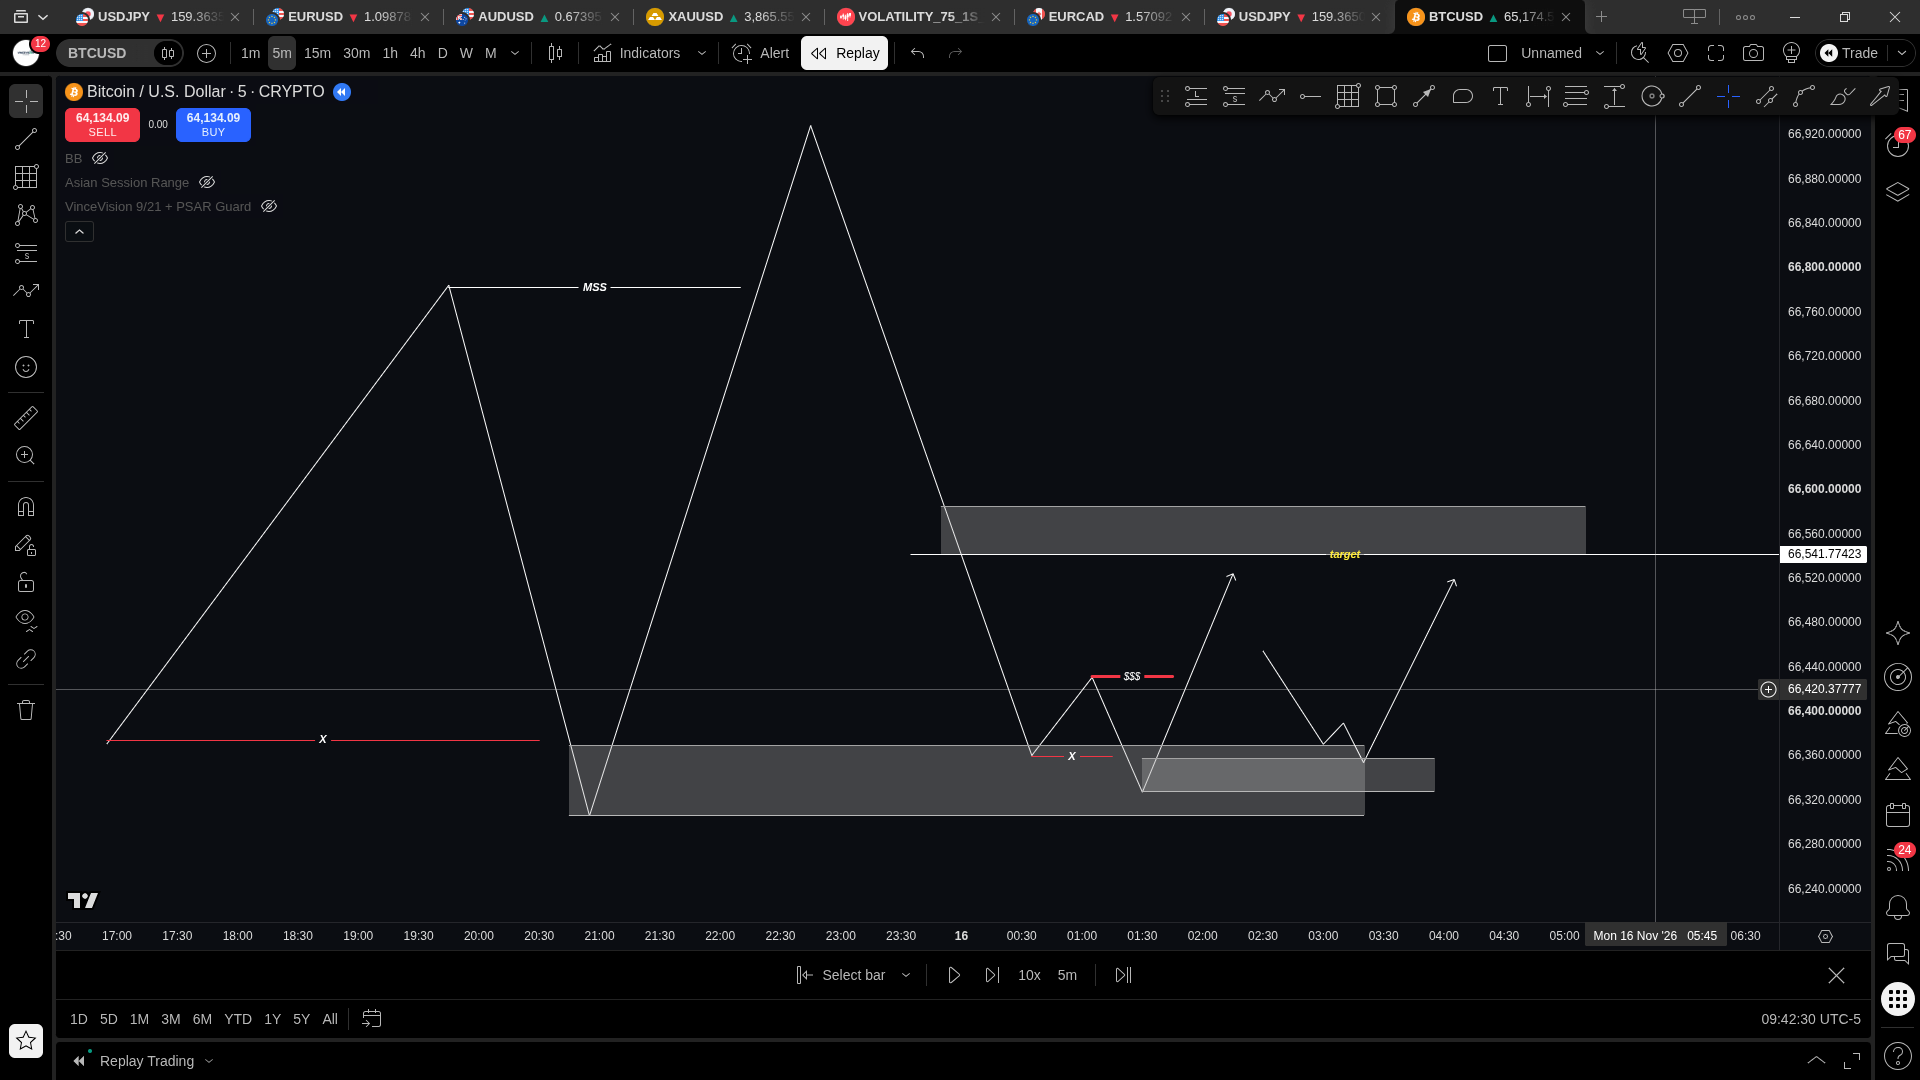 USDJPY ▼ 159.3635
EURUSD ▼ 1.09878
AUDUSD ▲ 0.67395
XAUUSD ▲ 3,865.55
VOLATILITY_75_1S
EURCAD ▼ 1.57092
USDJPY ▼ 159.3650
BTCUSD ▲ 65,174.5
12
BTCUSD
1m 5m 15m 30m 1h 4h D W M
Indicators
Alert
Replay
Unnamed
Trade
Bitcoin / U.S. Dollar · 5 · CRYPTO
64,134.09
SELL
0.00
64,134.09
BUY
BB
Asian Session Range
VinceVision 9/21 + PSAR Guard
MSS
X
$$$
X
target
66,920.00000
66,880.00000
66,840.00000
66,800.00000
66,760.00000
66,720.00000
66,680.00000
66,640.00000
66,600.00000
66,560.00000
66,541.77423
66,520.00000
66,480.00000
66,440.00000
66,420.37777
66,400.00000
66,360.00000
66,320.00000
66,280.00000
66,240.00000
67
24
:30 17:00 17:30 18:00 18:30 19:00 19:30 20:00 20:30 21:00 21:30 22:00 22:30 23:00 23:30 16 00:30 01:00 01:30 02:00 02:30 03:00 03:30 04:00 04:30 05:00 Mon 16 Nov '26 05:45 06:30
Select bar
10x 5m
1D 5D 1M 3M 6M YTD 1Y 5Y All
09:42:30 UTC-5
Replay Trading